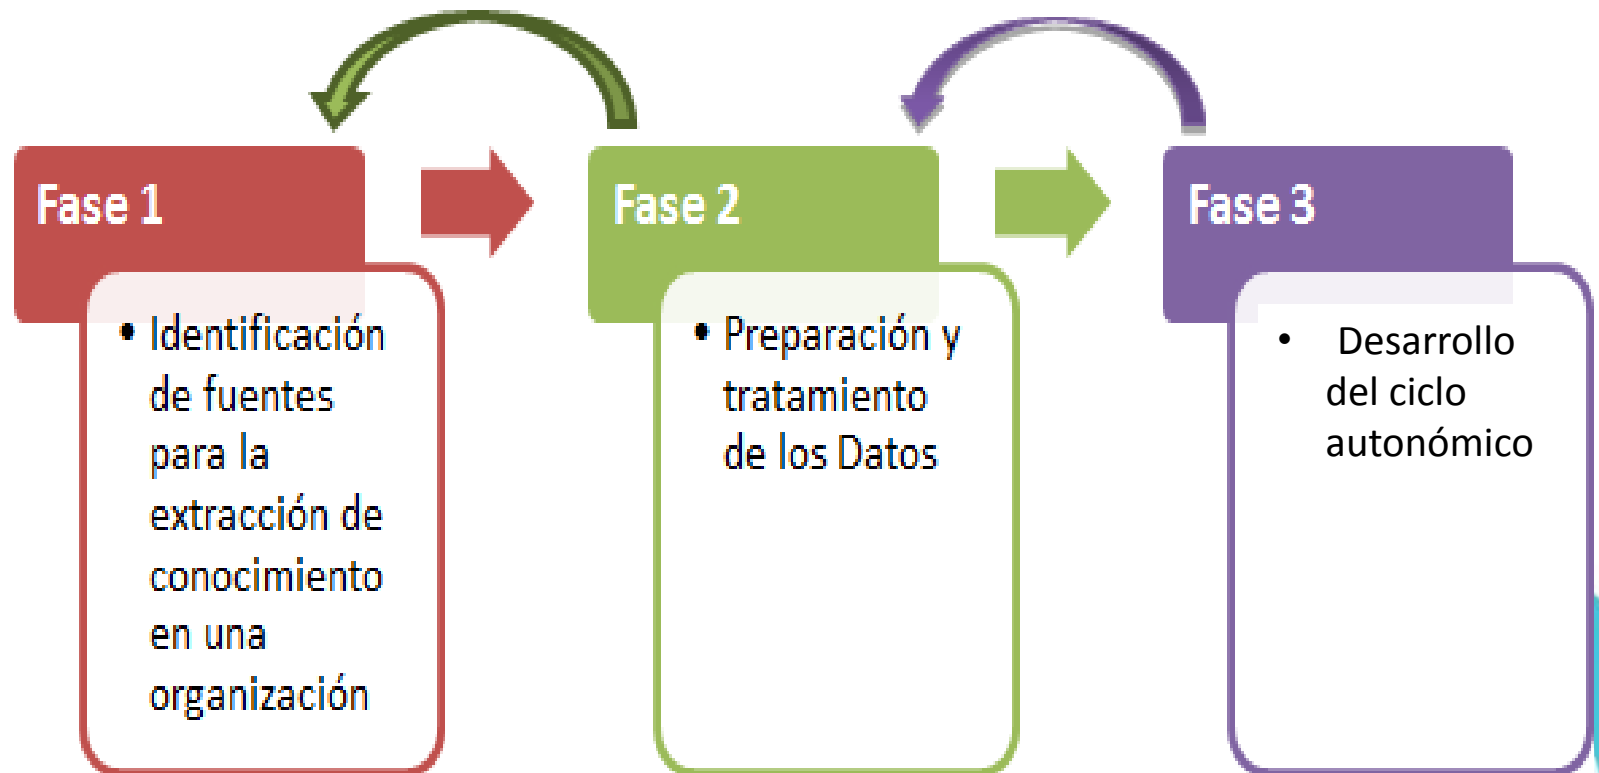 Fase 1
• Identificación
de fuentes
para la
extracción de
conocimiento
en una
organización
Fase 2
• Preparación y
tratamiento
de los Datos
Fase 3
• Desarrollo
del ciclo
autonómico